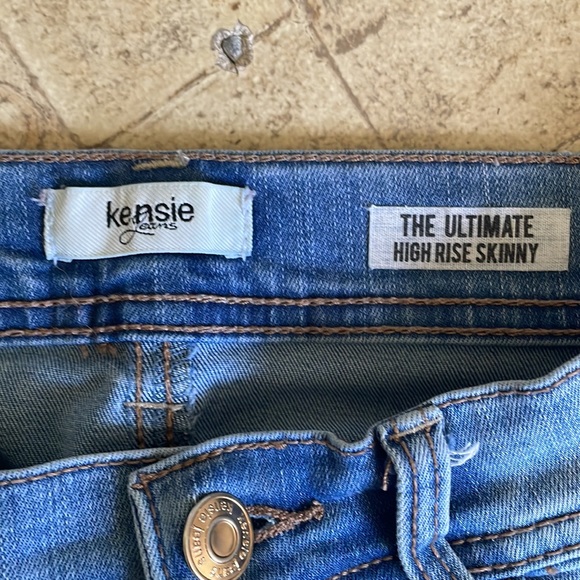 kensie
Jeans
THE ULTIMATE
HIGH RISE SKINNY